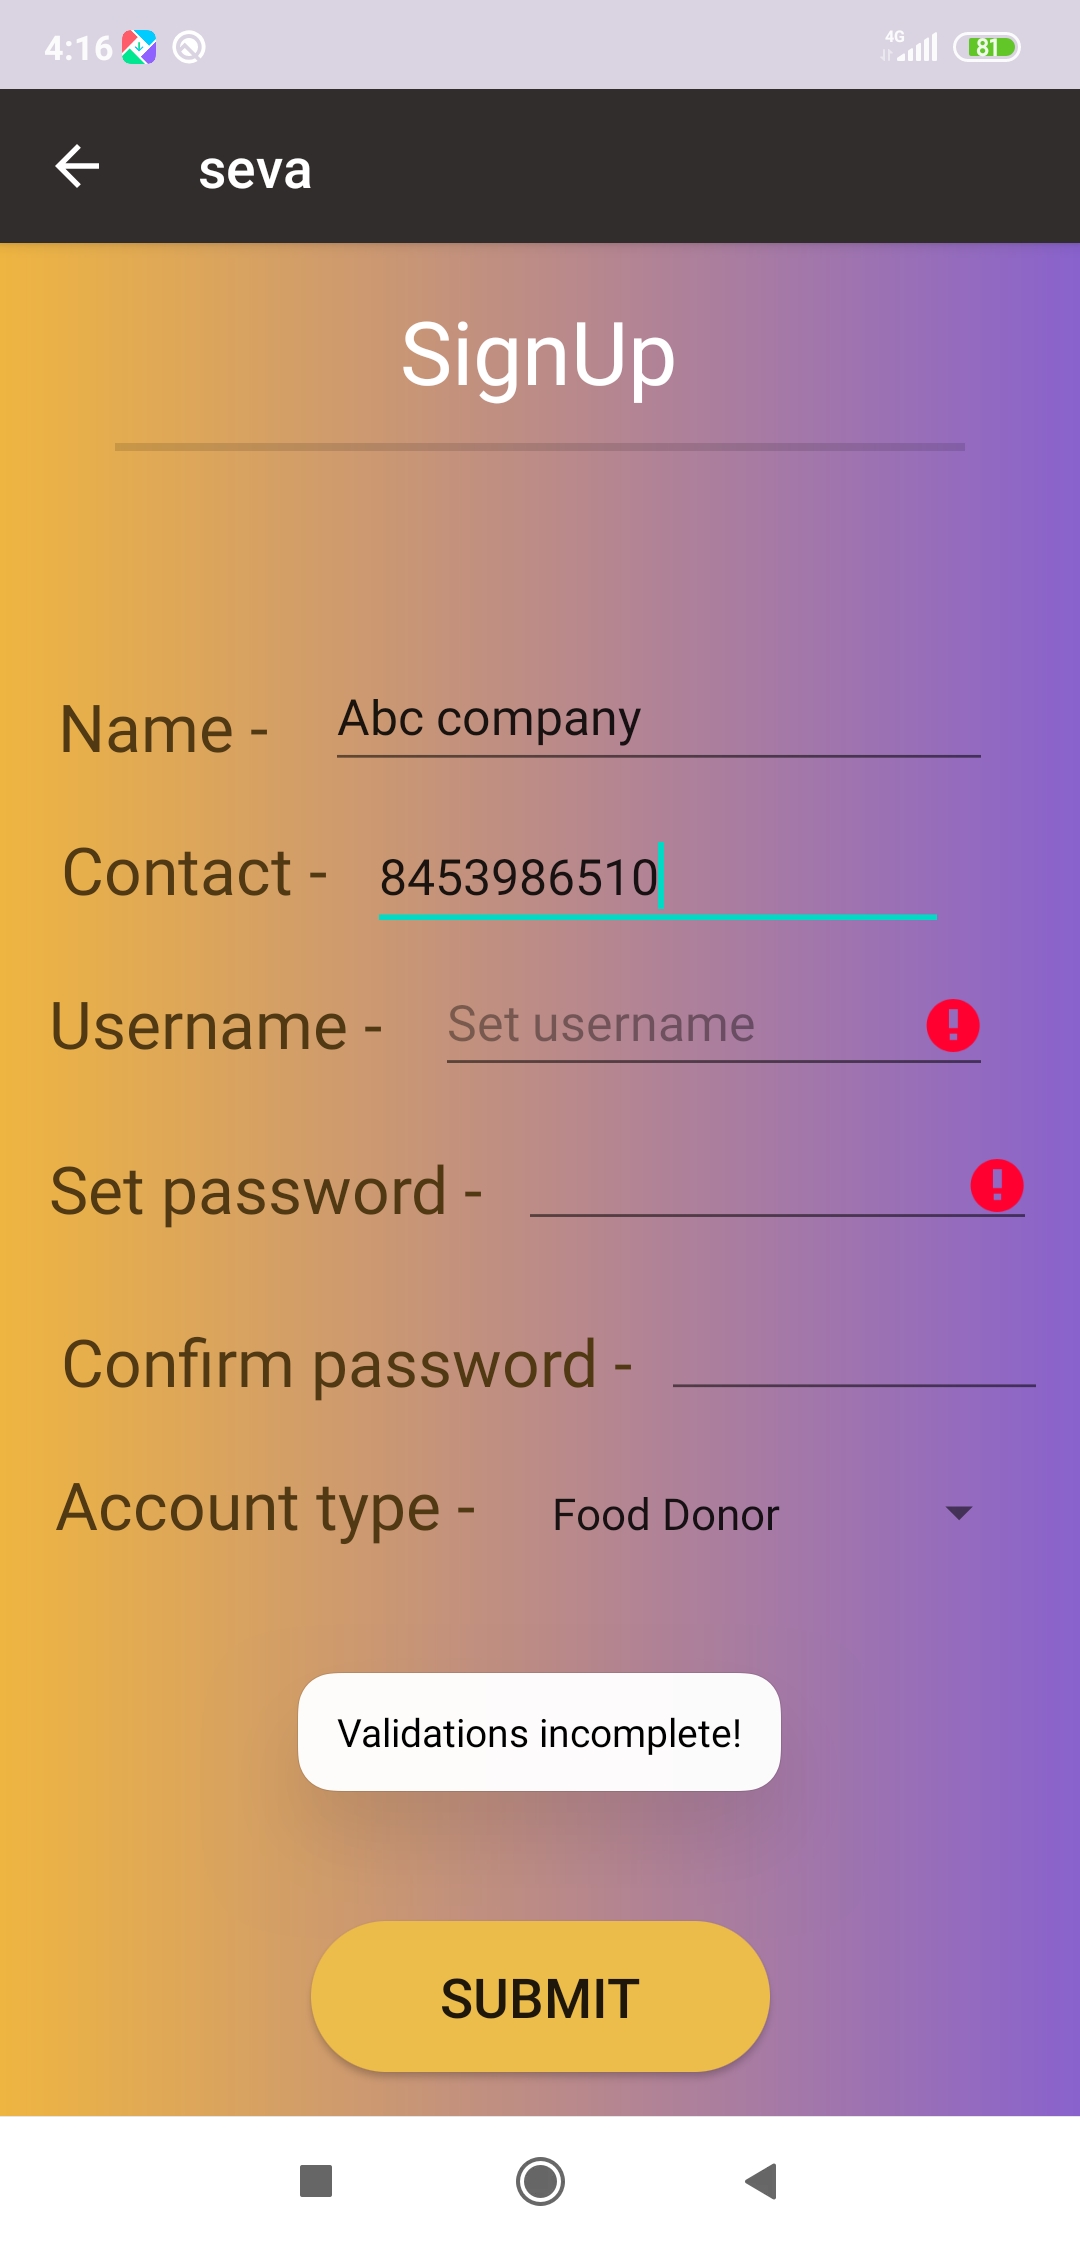 4:16
4G
81
seva
SignUp
Name -
Abc company
Contact -
8453986510
Username -
Set username
Set password -
Confirm password -
Account type -
Food Donor
Validations incomplete!
SUBMIT